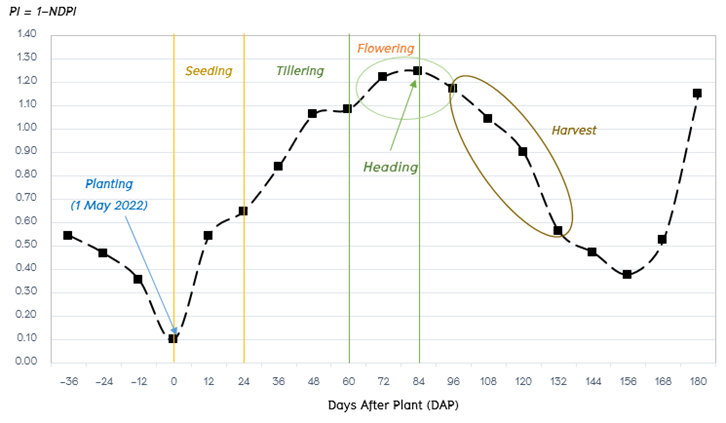 PI = 1–NDPI
1.40
1.30
1.20
1.10
1.00
0.90
0.80
0.70
0.60
0.50
0.40
0.30
0.20
0.10
0.00
Seeding
Tillering
Flowering
Heading
Harvest
Planting
(1 May 2022)
–36 –24 –12 0 12 24 36 48 60 72 84 96 108 120 132 144 156 168 180
Days After Plant (DAP)